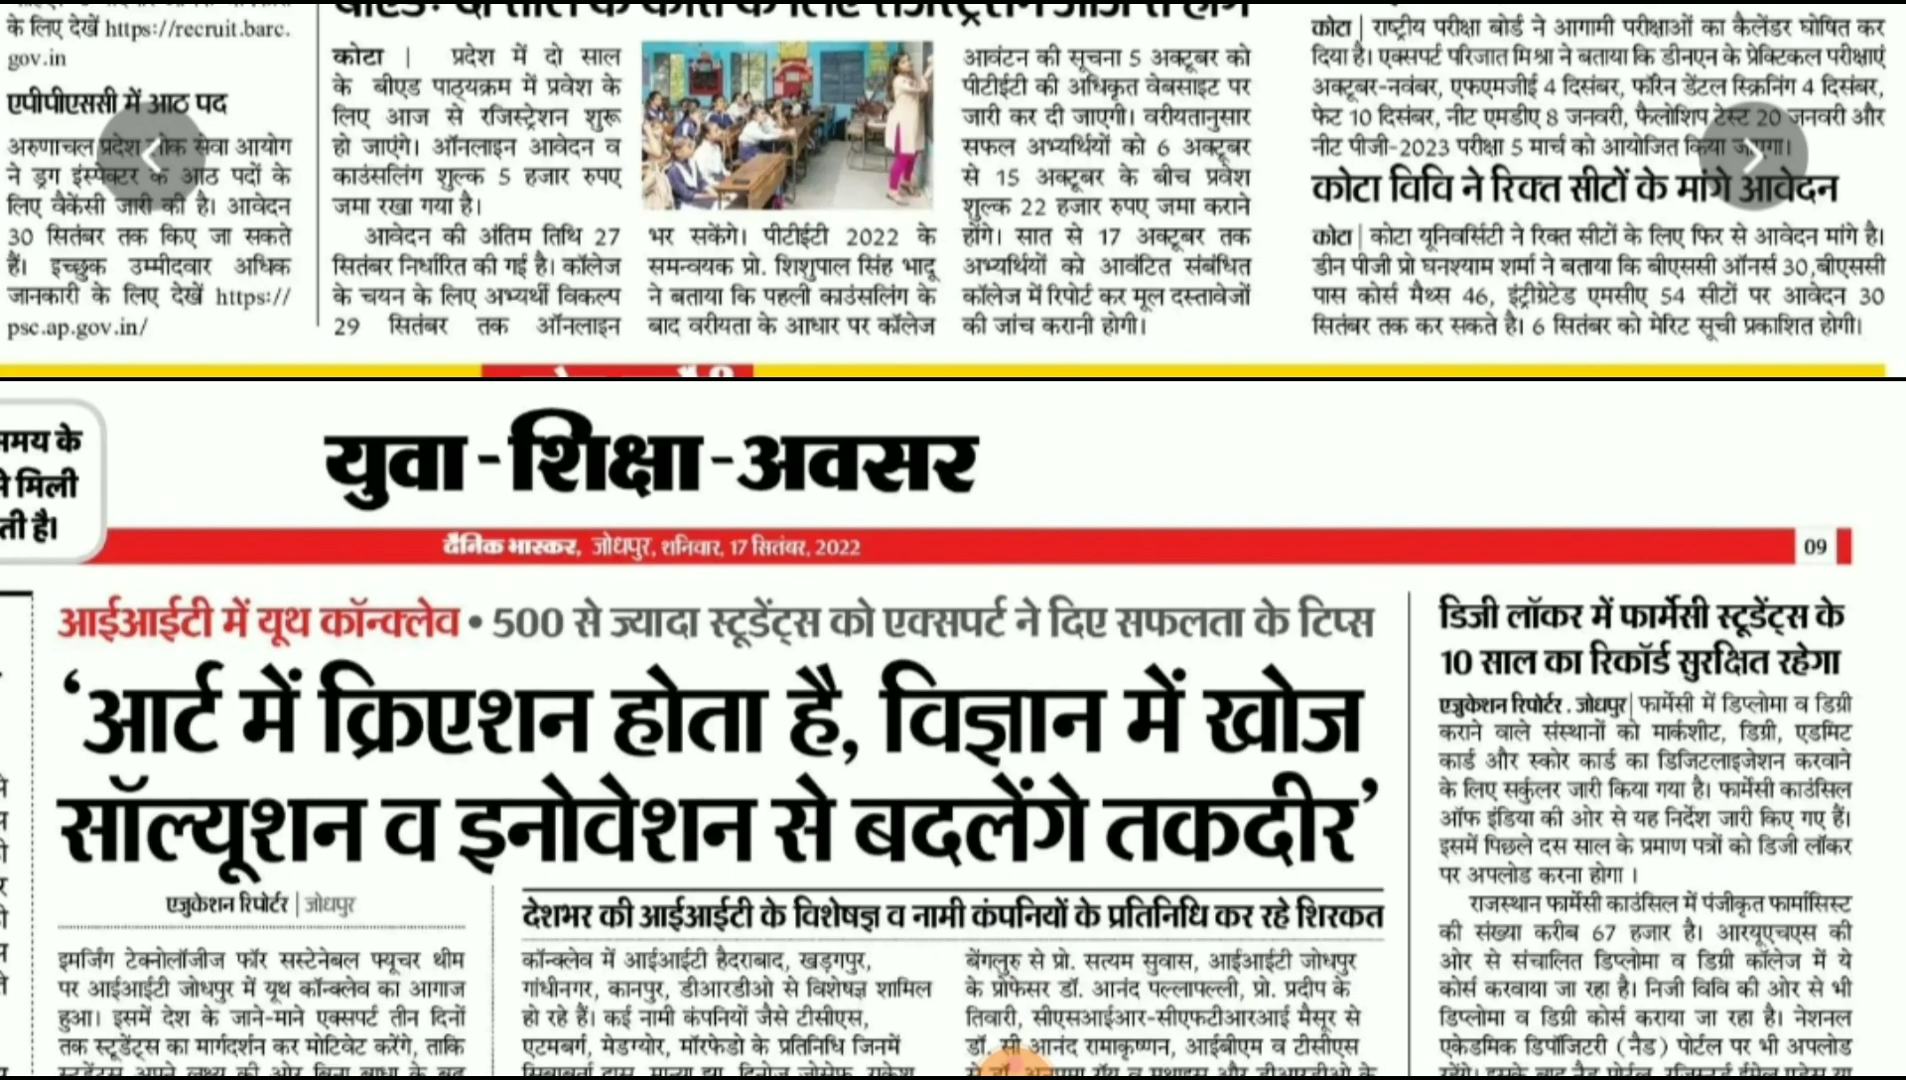 के लिए देखें https://recruit.barc.
gov.in
एपीपीएससी में आठ पद
अरुणाचल प्रदेश लोक सेवा आयोग
ने ड्रग इंस्पेक्टर के आठ पदों के
लिए वैकेंसी जारी की है। आवेदन
30 सितंबर तक किए जा सकते
हैं। इच्छुक उम्मीदवार अधिक
जानकारी के लिए देखें https://
psc.ap.gov.in/
कोटा | प्रदेश में दो साल
के बीएड पाठ्यक्रम में प्रवेश के
लिए आज से रजिस्ट्रेशन शुरू
हो जाएंगे। ऑनलाइन आवेदन व
काउंसलिंग शुल्क 5 हजार रुपए
जमा रखा गया है।
आवेदन की अंतिम तिथि 27
सितंबर निर्धारित की गई है। कॉलेज
के चयन के लिए अभ्यर्थी विकल्प
29 सितंबर तक ऑनलाइन
भर सकेंगे। पीटीईटी 2022 के
समन्वयक प्रो. शिशुपाल सिंह भादू
ने बताया कि पहली काउंसलिंग के
बाद वरीयता के आधार पर कॉलेज
आवंटन की सूचना 5 अक्टूबर को
पीटीईटी की अधिकृत वेबसाइट पर
जारी कर दी जाएगी। वरीयतानुसार
सफल अभ्यर्थियों को 6 अक्टूबर
से 15 अक्टूबर के बीच प्रवेश
शुल्क 22 हजार रुपए जमा कराने
होंगे। सात से 17 अक्टूबर तक
अभ्यर्थियों को आवंटित संबंधित
कॉलेज में रिपोर्ट कर मूल दस्तावेजों
की जांच करानी होगी।
कोटा | राष्ट्रीय परीक्षा बोर्ड ने आगामी परीक्षाओं का कैलेंडर घोषित कर
दिया है। एक्सपर्ट परिजात मिश्रा ने बताया कि डीनएन के प्रेक्टिकल परीक्षाएं
अक्टूबर-नवंबर, एफएमजीई 4 दिसंबर, फॉरेन डेंटल स्क्रिनिंग 4 दिसंबर,
फेट 10 दिसंबर, नीट एमडीए 8 जनवरी, फैलोशिप टेस्ट 20 जनवरी और
नीट पीजी-2023 परीक्षा 5 मार्च को आयोजित किया जाएगा।
कोटा विवि ने रिक्त सीटों के मांगे आवेदन
कोटा | कोटा यूनिवर्सिटी ने रिक्त सीटों के लिए फिर से आवेदन मांगे है।
डीन पीजी प्रो घनश्याम शर्मा ने बताया कि बीएससी ऑनर्स 30,बीएससी
पास कोर्स मैथ्स 46, इंट्रीग्रेटेड एमसीए 54 सीटों पर आवेदन 30
सितंबर तक कर सकते है। 6 सितंबर को मेरिट सूची प्रकाशित होगी।
समय के
मिली
ती है।
युवा-शिक्षा-अवसर
दैनिक भास्कर, जोधपुर, शनिवार, 17 सितंबर, 2022
09
आईआईटी में यूथ कॉन्क्लेव • 500 से ज्यादा स्टूडेंट्स को एक्सपर्ट ने दिए सफलता के टिप्स
‘आर्ट में क्रिएशन होता है, विज्ञान में खोज
सॉल्यूशन व इनोवेशन से बदलेंगे तकदीर’
एजुकेशन रिपोर्टर | जोधपुर
इमर्जिंग टेक्नोलॉजीज फॉर सस्टेनेबल फ्यूचर थीम
पर आईआईटी जोधपुर में यूथ कॉन्क्लेव का आगाज
हुआ। इसमें देश के जाने-माने एक्सपर्ट तीन दिनों
तक स्टूडेंट्स का मार्गदर्शन कर मोटिवेट करेंगे, ताकि
देशभर की आईआईटी के विशेषज्ञ व नामी कंपनियों के प्रतिनिधि कर रहे शिरकत
कॉन्क्लेव में आईआईटी हैदराबाद, खड़गपुर,
गांधीनगर, कानपुर, डीआरडीओ से विशेषज्ञ शामिल
हो रहे हैं। कई नामी कंपनियों जैसे टीसीएस,
एटमबर्ग, मेडग्योर, मॉरफेडो के प्रतिनिधि जिनमें
बेंगलुरु से प्रो. सत्यम सुवास, आईआईटी जोधपुर
के प्रोफेसर डॉ. आनंद पल्लापल्ली, प्रो. प्रदीप के
तिवारी, सीएसआईआर-सीएफटीआरआई मैसूर से
डॉ. सी आनंद रामाकृष्णन, आईबीएम व टीसीएस
डिजी लॉकर में फार्मेसी स्टूडेंट्स के
10 साल का रिकॉर्ड सुरक्षित रहेगा
एजुकेशन रिपोर्टर . जोधपुर | फार्मेसी में डिप्लोमा व डिग्री
कराने वाले संस्थानों को मार्कशीट, डिग्री, एडमिट
कार्ड और स्कोर कार्ड का डिजिटलाइजेशन करवाने
के लिए सर्कुलर जारी किया गया है। फार्मेसी काउंसिल
ऑफ इंडिया की ओर से यह निर्देश जारी किए गए हैं।
इसमें पिछले दस साल के प्रमाण पत्रों को डिजी लॉकर
पर अपलोड करना होगा ।
राजस्थान फार्मेसी काउंसिल में पंजीकृत फार्मासिस्ट
की संख्या करीब 67 हजार है। आरयूएचएस की
ओर से संचालित डिप्लोमा व डिग्री कॉलेज में ये
कोर्स करवाया जा रहा है। निजी विवि की ओर से भी
डिप्लोमा व डिग्री कोर्स कराया जा रहा है। नेशनल
एकेडमिक डिपॉजिटरी (नैड) पोर्टल पर भी अपलोड